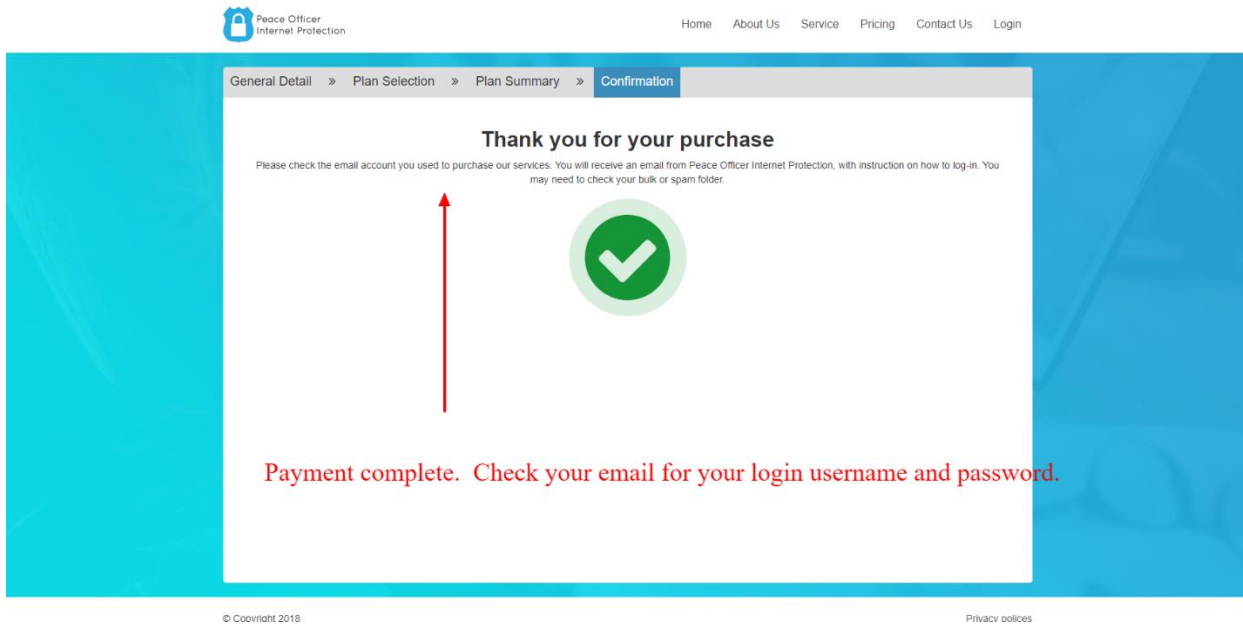 Peace Officer
Internet Protection
Home About Us Service Pricing Contact Us Login
General Detail » Plan Selection » Plan Summary » Confirmation
Thank you for your purchase
Please check the email account you used to purchase our services. You will receive an email from Peace Officer Internet Protection, with instruction on how to log-in. You
may need to check your bulk or spam folder.
Payment complete. Check your email for your login username and password.
© Copyright 2018 Privacy polices